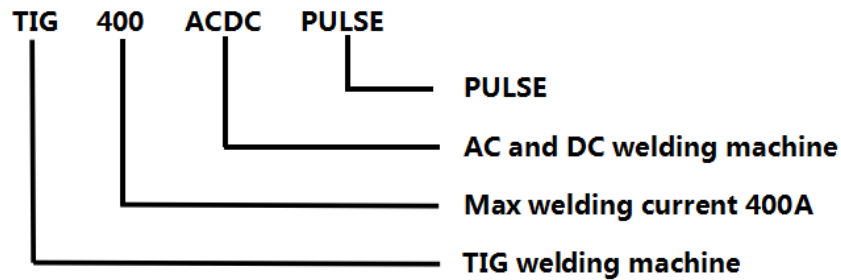 TIG 400 ACDC PULSE
PULSE
AC and DC welding machine
Max welding current 400A
TIG welding machine